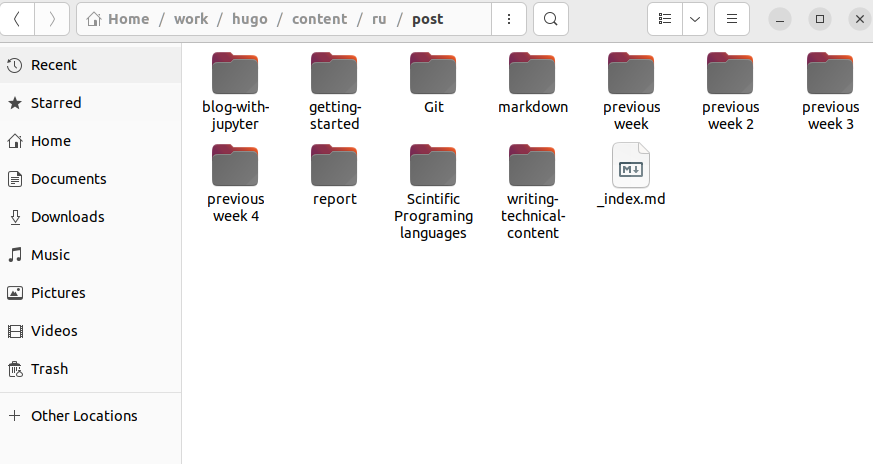 Home / work / hugo / content / ru / post
Recent
Starred
Home
Documents
Downloads
Music
Pictures
Videos
Trash
Other Locations
blog-with-
jupyter
getting-
started
Git
markdown
previous
week
previous
week 2
previous
week 3
previous
week 4
report
Scintific
Programing
languages
writing-
technical-
content
_index.md